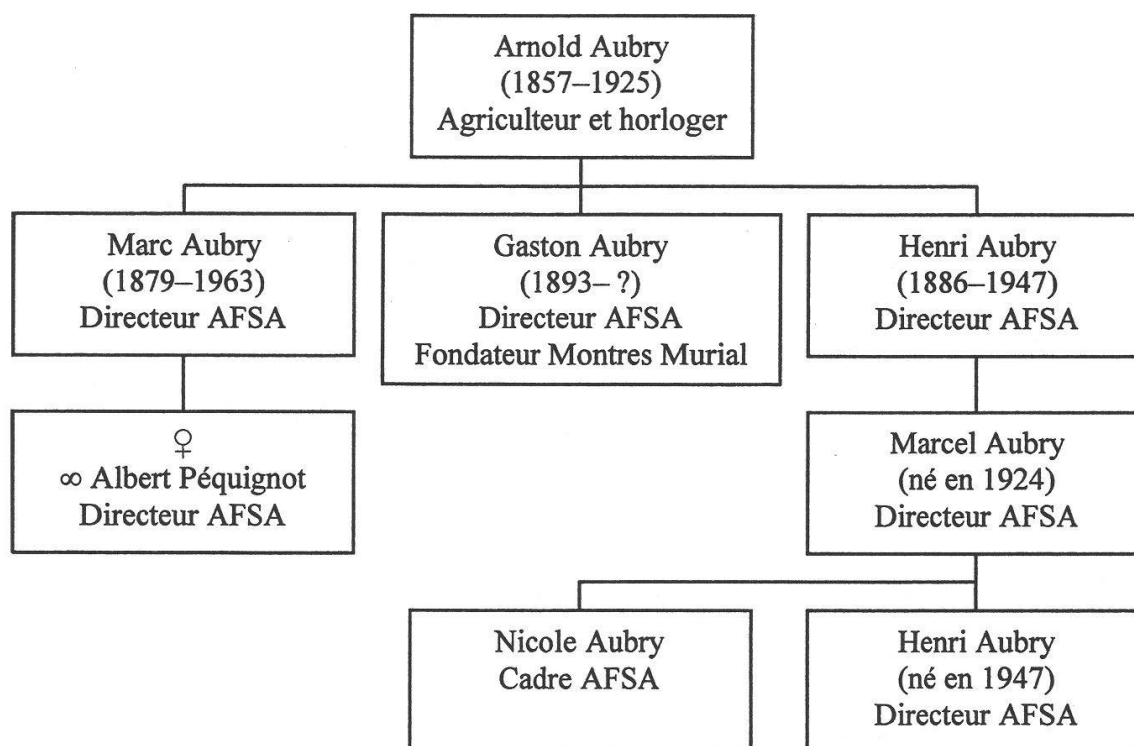 Arnold Aubry
(1857–1925)
Agriculteur et horloger
Marc Aubry
(1879–1963)
Directeur AFSA
Gaston Aubry
(1893– ?)
Directeur AFSA
Fondateur Montres Murial
Henri Aubry
(1886–1947)
Directeur AFSA
♀
∞ Albert Péquignot
Directeur AFSA
Marcel Aubry
(né en 1924)
Directeur AFSA
Nicole Aubry
Cadre AFSA
Henri Aubry
(né en 1947)
Directeur AFSA